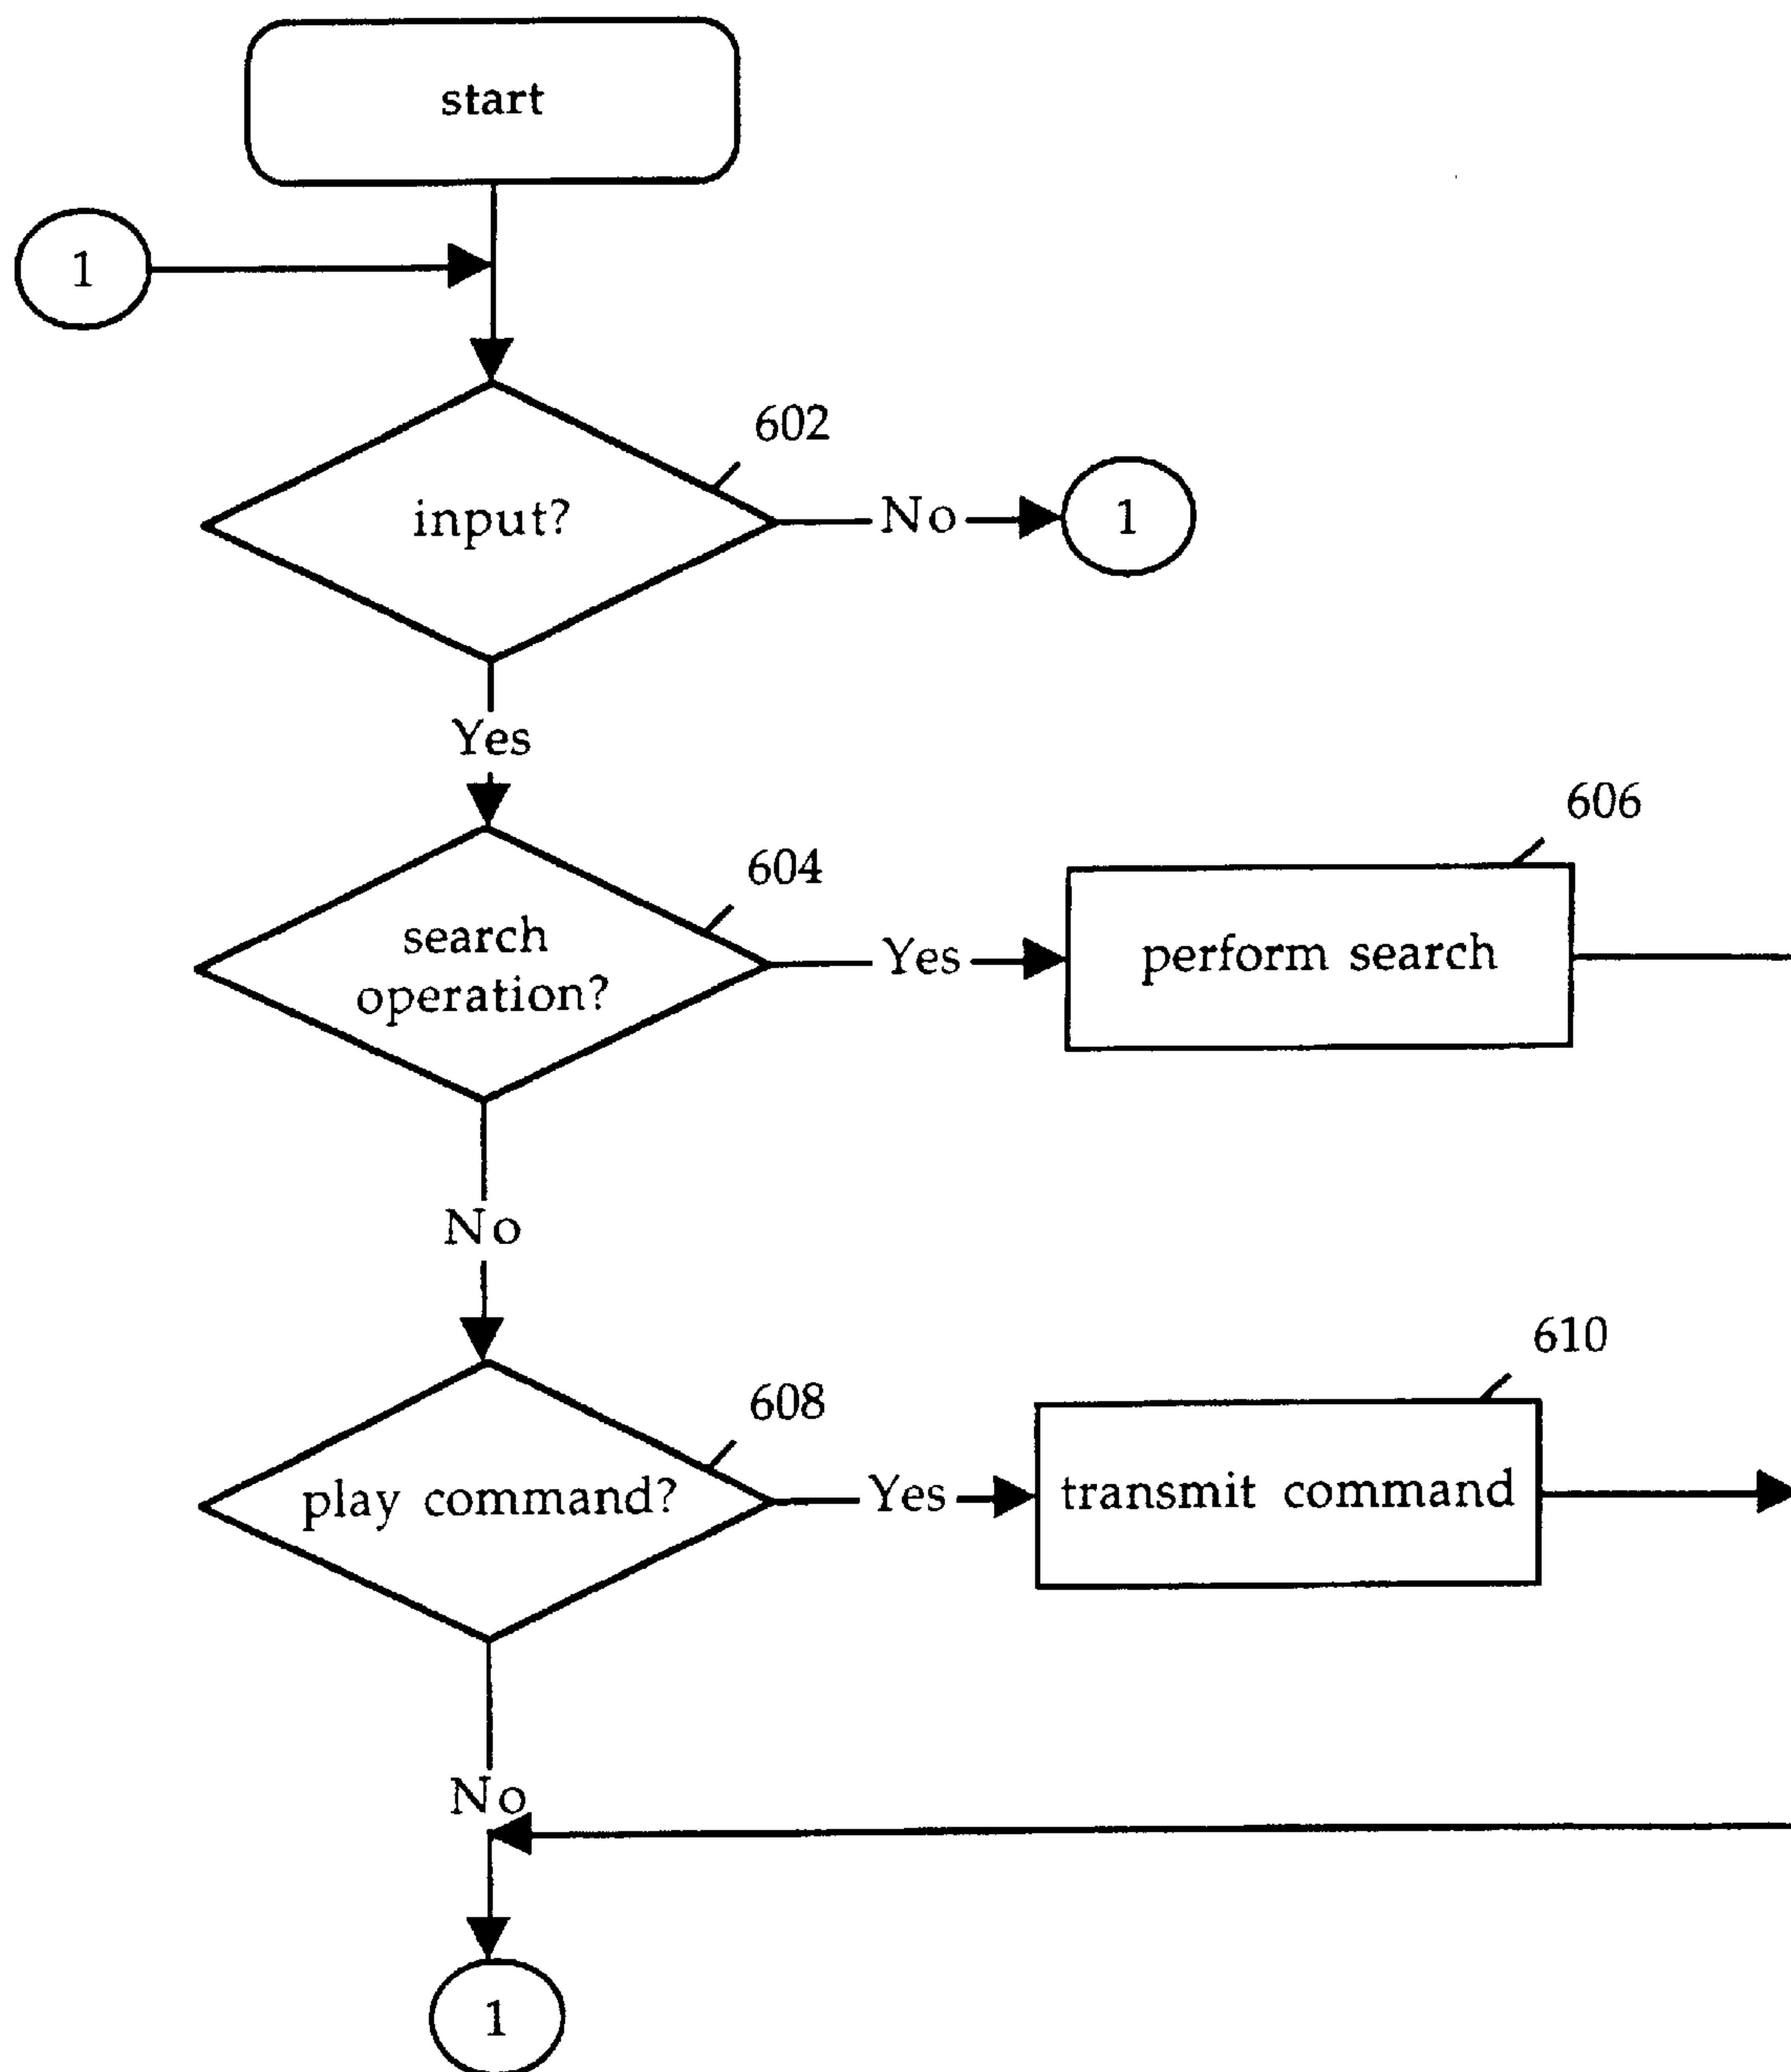 start
1
602
input?
No
1
Yes
606
604
search
operation?
Yes
perform search
No
610
608
play command?
Yes
transmit command
No
1